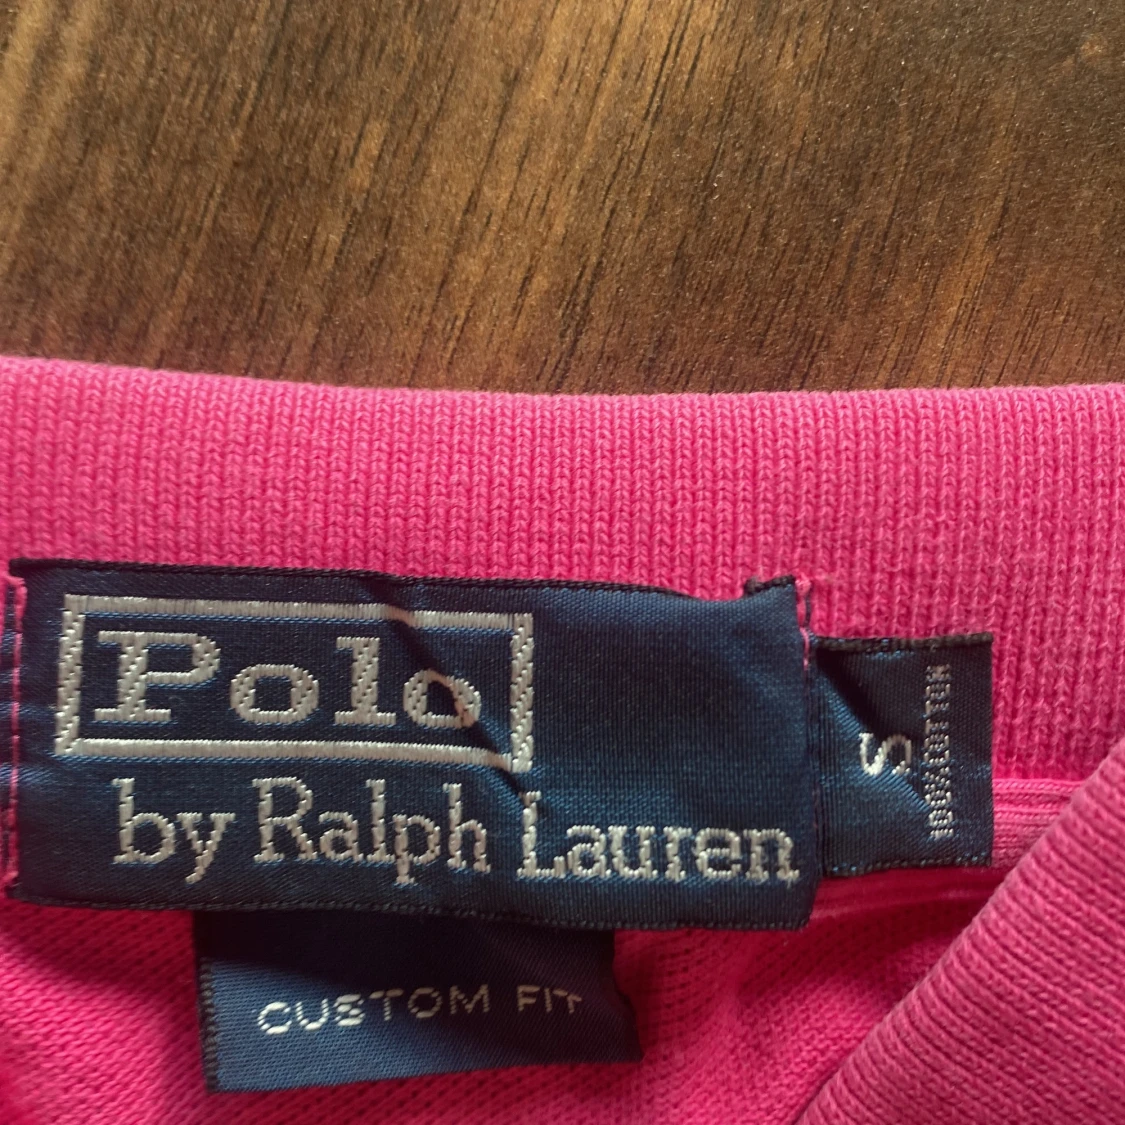 Polo
by Ralph Lauren
S
100% COTTON
CUSTOM FIT